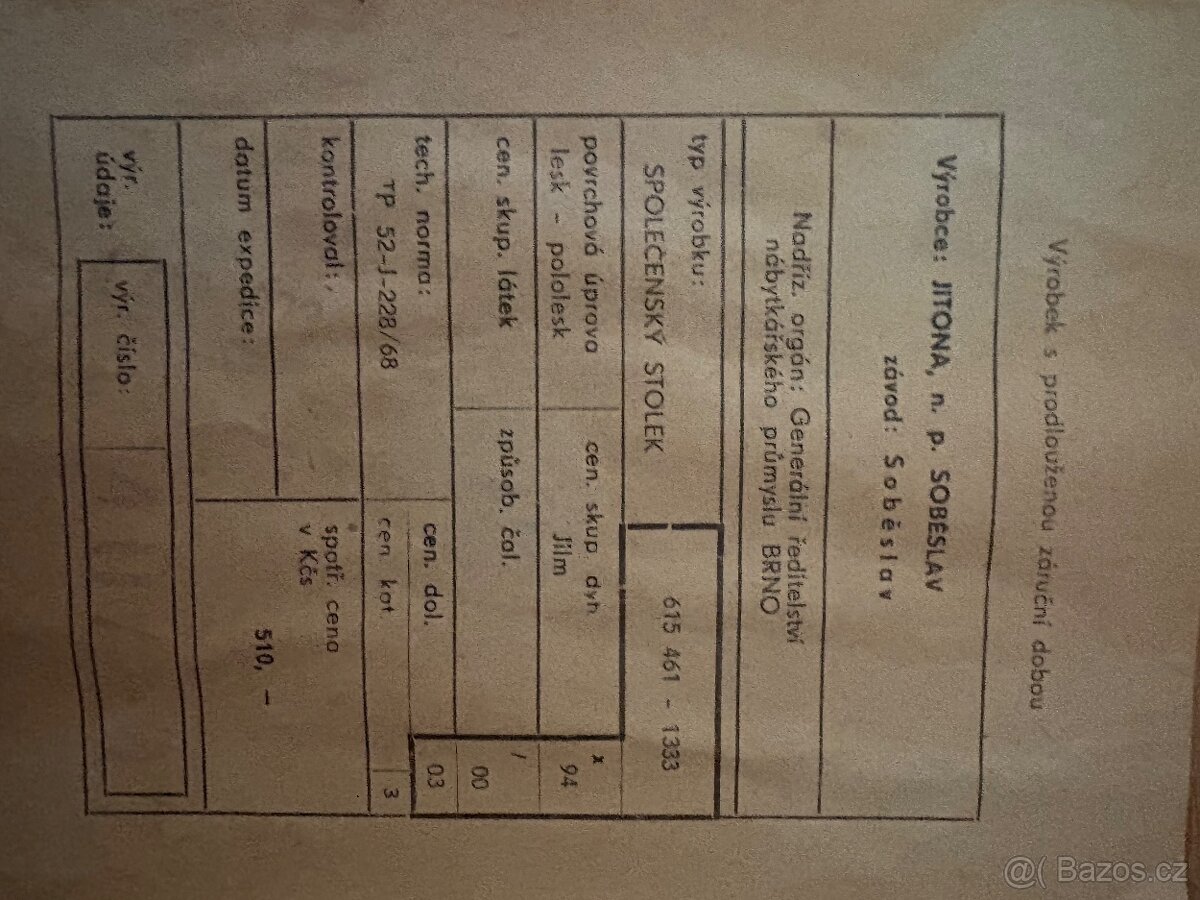 Výrobek s prodlouženou záruční dobou
Výrobce: JITONA, n. p. SOBĚSLAV
závod: Soběslav
Nadříz. orgán: Generální ředitelství
nábytkářského průmyslu BRNO
typ výrobku:
SPOLEČENSKÝ STOLEK
615 461 - 1333
povrchová úprava
lesk - pololesk
cen. skup. dyh
Jilm
x
94
cen. skup. látek
způsob. čal.
/
00
tech. norma:
TP 52-J-228/68
cen. dol.
03
cen. kat.
3
kontroloval:
spotř. cena
v Kčs
510,-
datum expedice:
výr.
údaje:
výr. číslo:
@( Bazos.cz